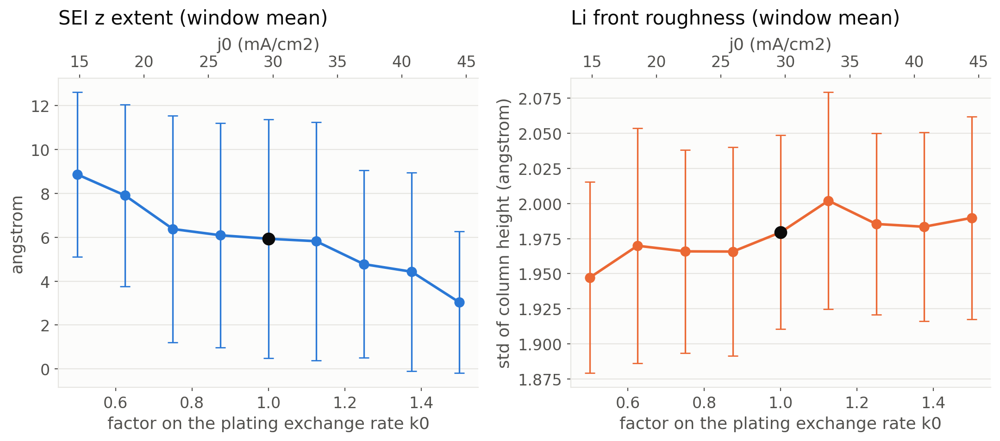 SEI z extent (window mean)
j0 (mA/cm2)
15 20 25 30 35 40 45
12
10
8
6
4
2
0
angstrom
0.6 0.8 1.0 1.2 1.4
factor on the plating exchange rate k0
Li front roughness (window mean)
j0 (mA/cm2)
15 20 25 30 35 40 45
2.075
2.050
2.025
2.000
1.975
1.950
1.925
1.900
1.875
std of column height (angstrom)
0.6 0.8 1.0 1.2 1.4
factor on the plating exchange rate k0